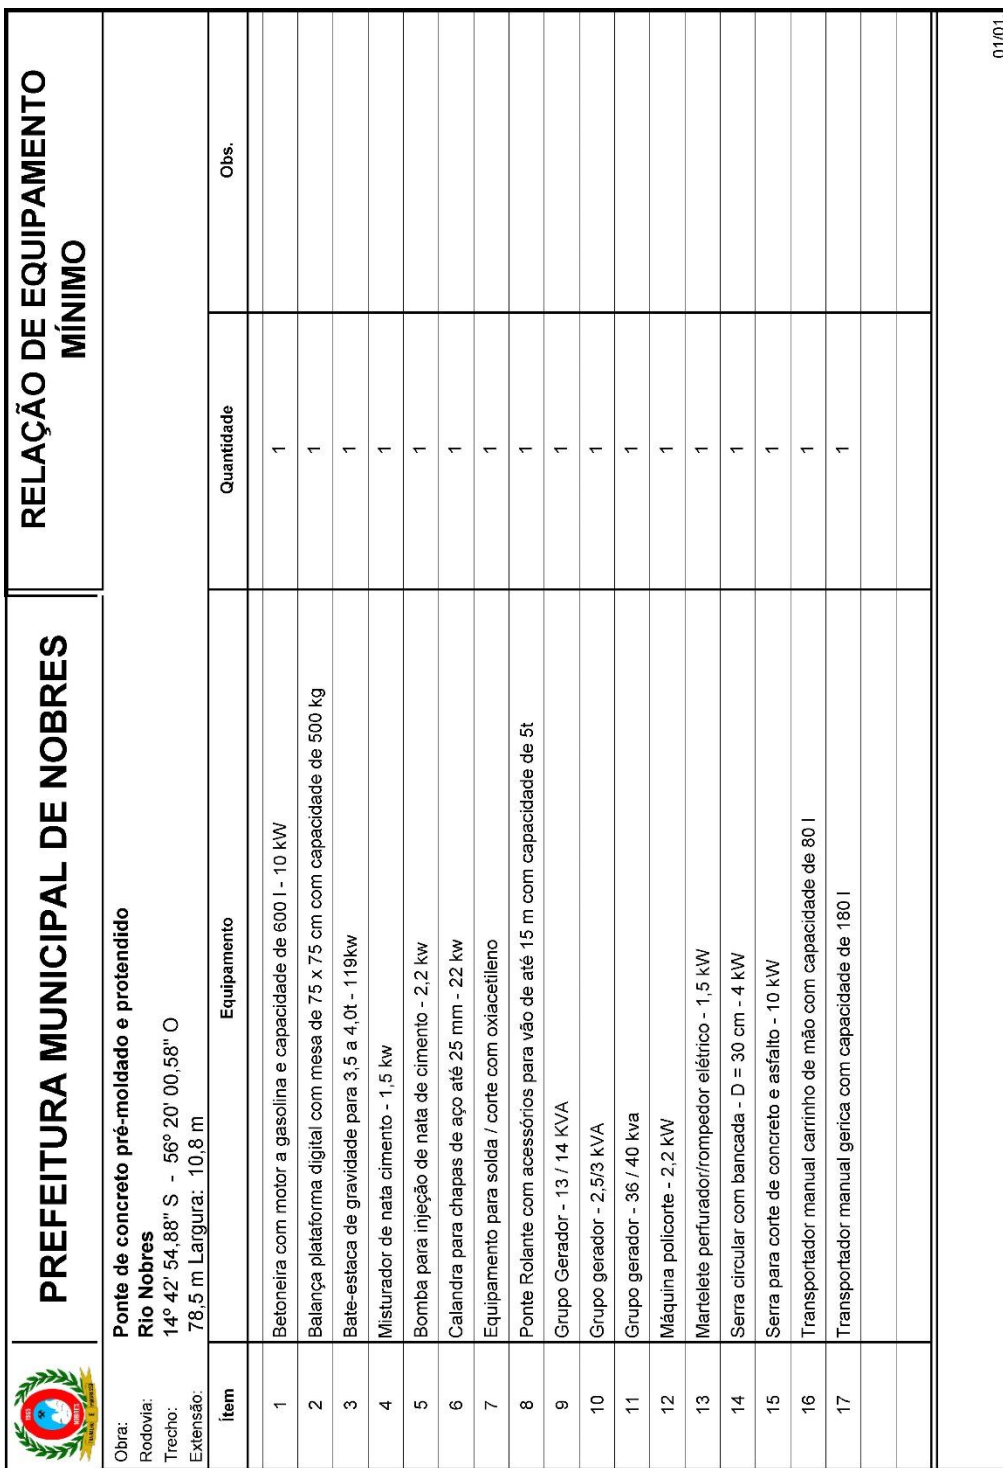 PREFEITURA MUNICIPAL DE NOBRES
RELAÇÃO DE EQUIPAMENTO
MÍNIMO
Obra: Ponte de concreto pré-moldado e protendido
Rodovia: Rio Nobres
Trecho: 14º 42' 54,88" S - 56º 20' 00,58" O
Extensão: 78,5 m Largura: 10,8 m
Ítem Equipamento Quantidade Obs.
1 Betoneira com motor a gasolina e capacidade de 600 l - 10 kW 1
2 Balança plataforma digital com mesa de 75 x 75 cm com capacidade de 500 kg 1
3 Bate-estaca de gravidade para 3,5 a 4,0t - 119kw 1
4 Misturador de nata cimento - 1,5 kw 1
5 Bomba para injeção de nata de cimento - 2,2 kw 1
6 Calandra para chapas de aço até 25 mm - 22 kw 1
7 Equipamento para solda / corte com oxiacetileno 1
8 Ponte Rolante com acessórios para vão de até 15 m com capacidade de 5t 1
9 Grupo Gerador - 13 / 14 KVA 1
10 Grupo gerador - 2,5/3 kVA 1
11 Grupo gerador - 36 / 40 kva 1
12 Máquina policorte - 2,2 kW 1
13 Martelete perfurador/rompedor elétrico - 1,5 kW 1
14 Serra circular com bancada - D = 30 cm - 4 kW 1
15 Serra para corte de concreto e asfalto - 10 kW 1
16 Transportador manual carrinho de mão com capacidade de 80 l 1
17 Transportador manual gerica com capacidade de 180 l 1
01/01